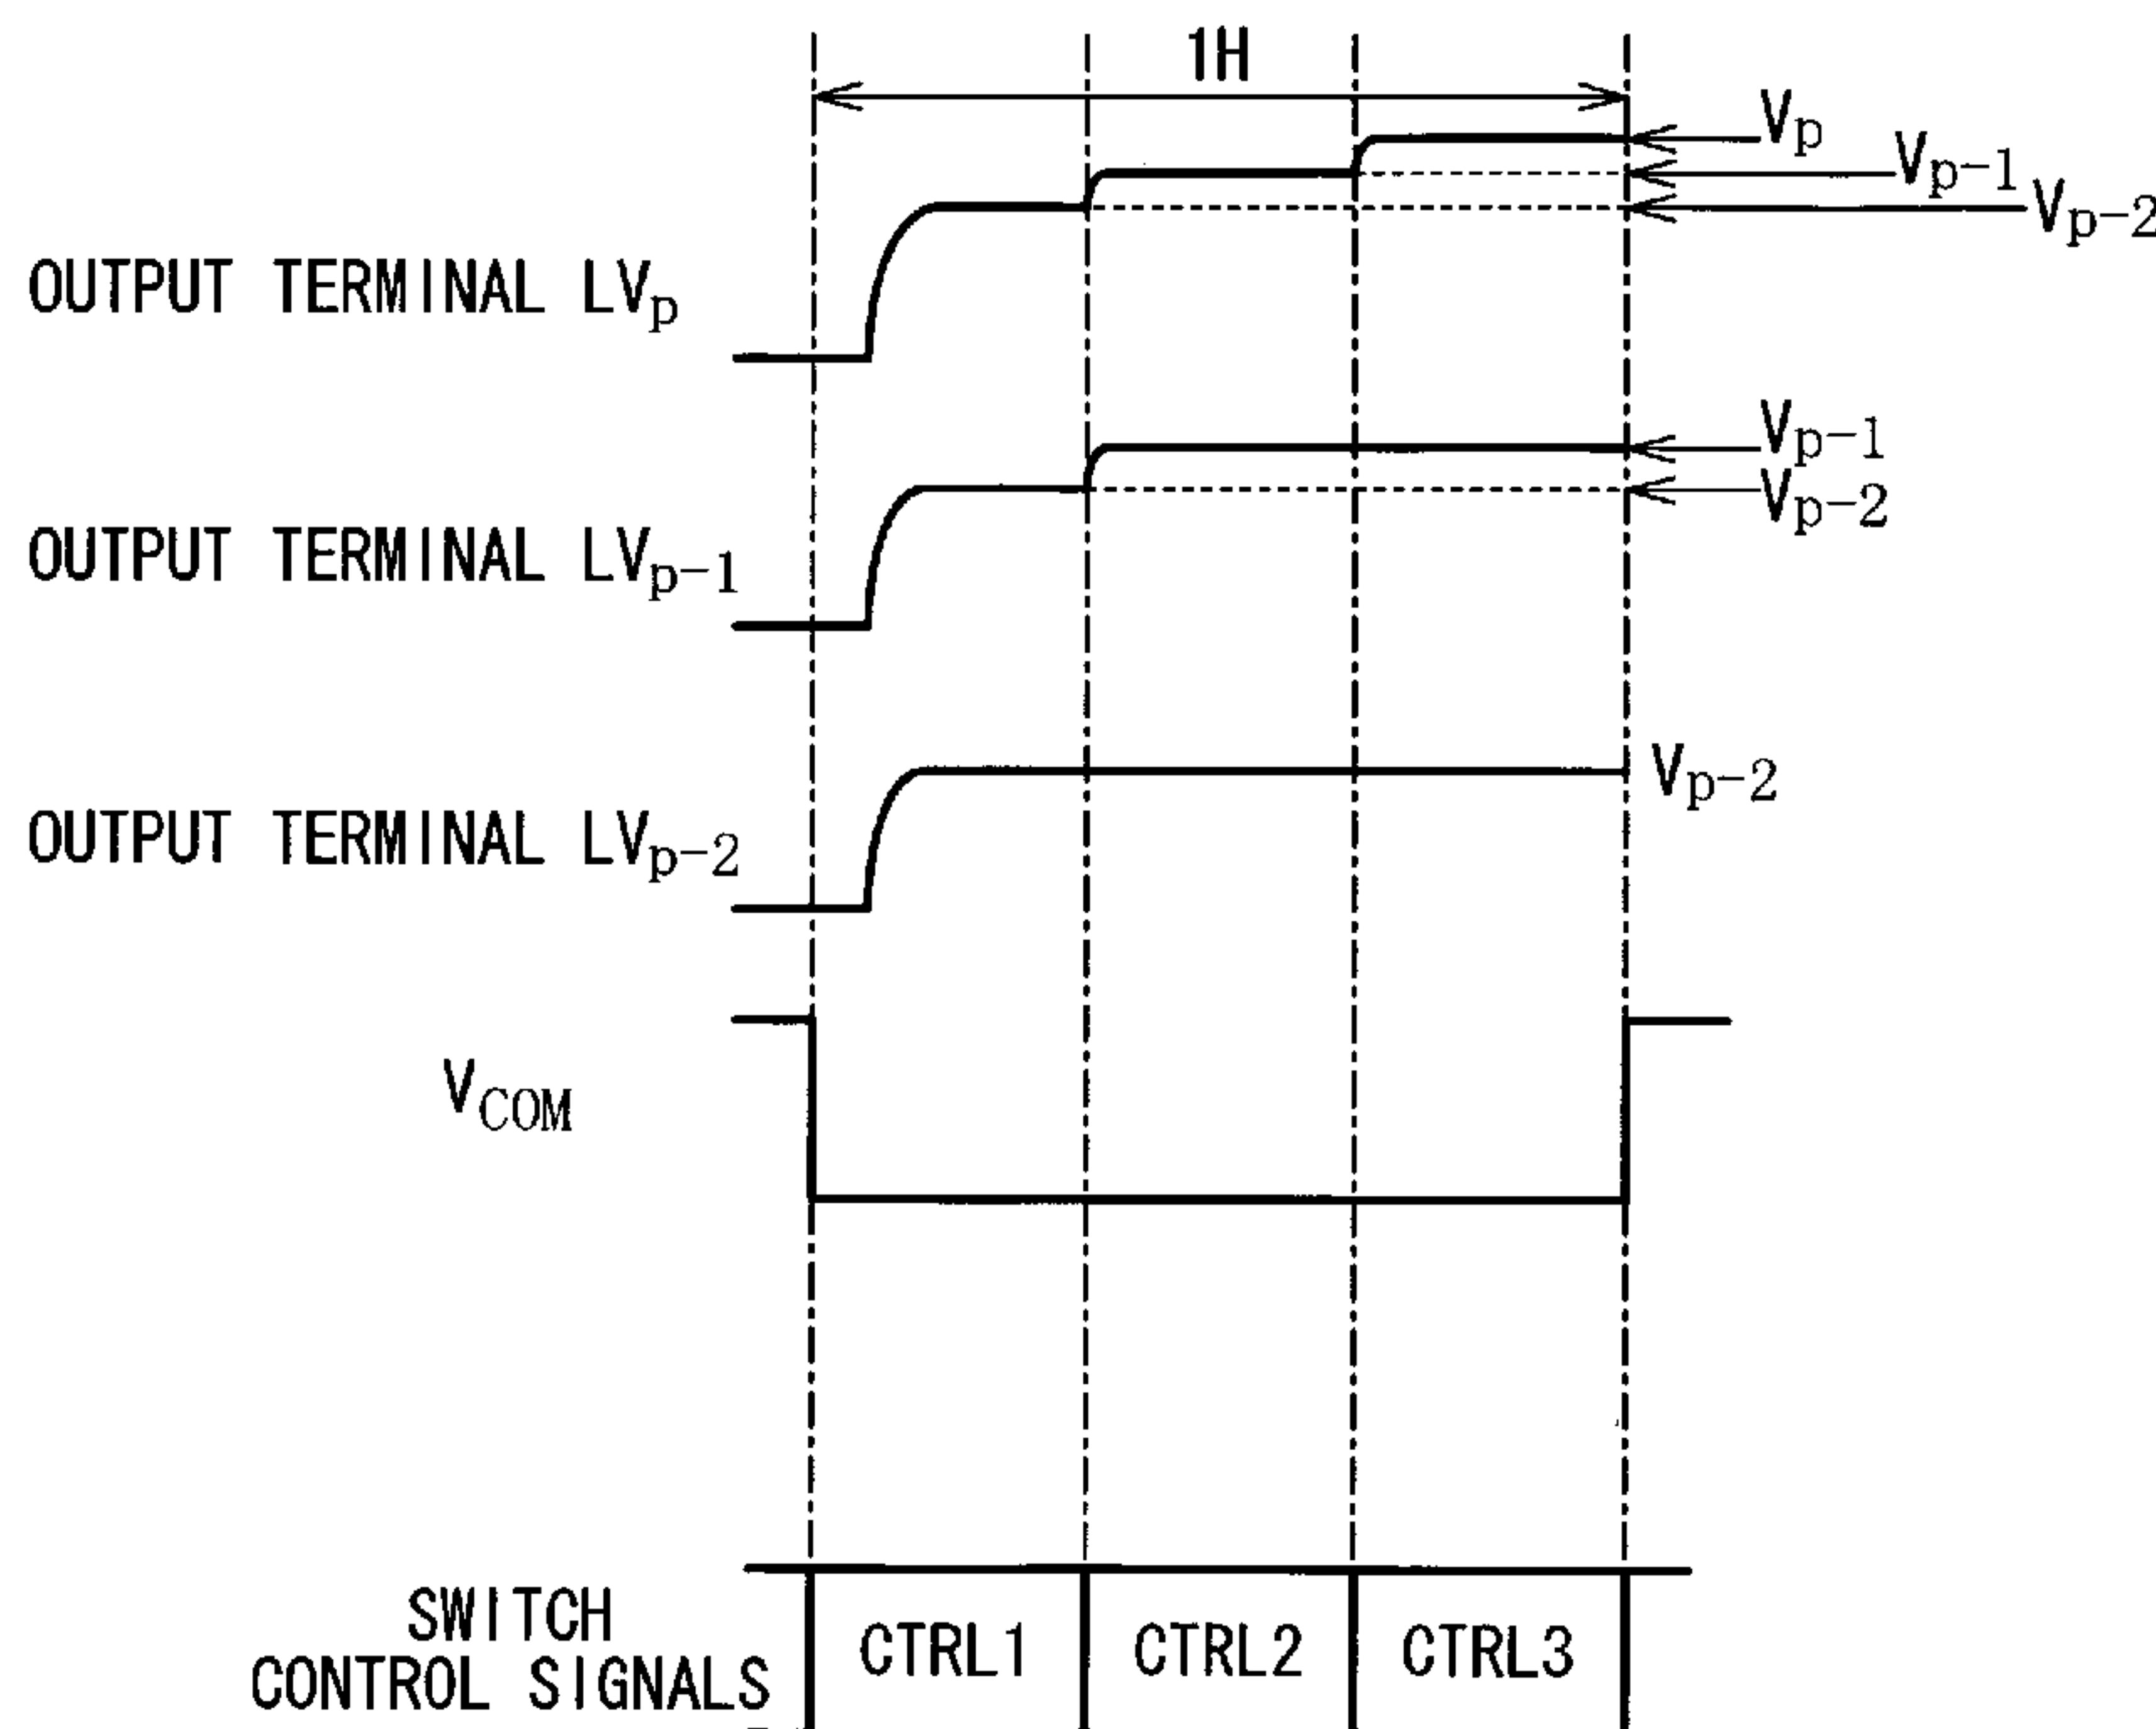 1H
Vp
Vp-1
Vp-2
OUTPUT TERMINAL LVp
Vp-1
Vp-2
OUTPUT TERMINAL LVp-1
Vp-2
OUTPUT TERMINAL LVp-2
VCOM
SWITCH
CONTROL SIGNALS
CTRL1 CTRL2 CTRL3